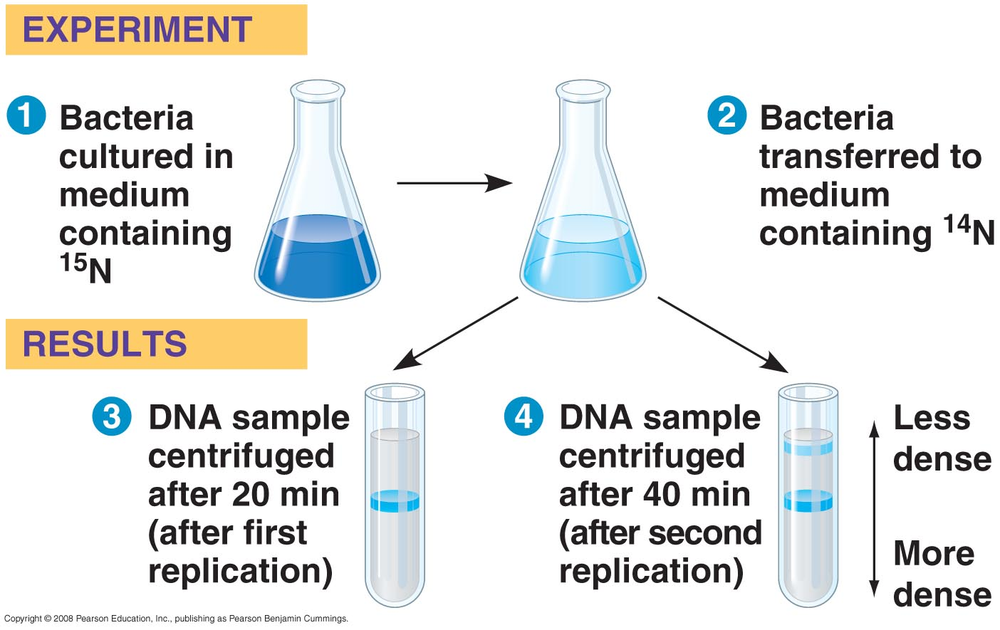 EXPERIMENT
1 Bacteria
cultured in
medium
containing
¹⁵N
2 Bacteria
transferred to
medium
containing ¹⁴N
RESULTS
3 DNA sample
centrifuged
after 20 min
(after first
replication)
4 DNA sample
centrifuged
after 40 min
(after second
replication)
Less
dense
More
dense
Copyright © 2008 Pearson Education, Inc., publishing as Pearson Benjamin Cummings.